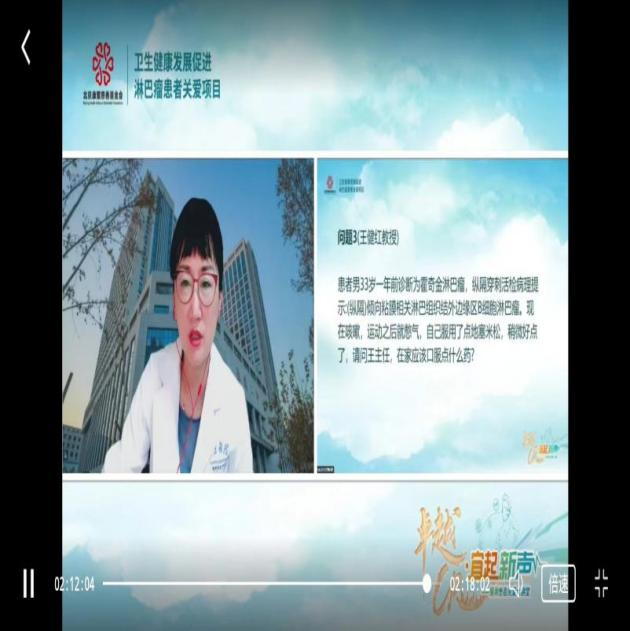 卫生健康发展促进
淋巴瘤患者关爱项目
北京康盟慈善基金会
问题3(王健红教授)
患者男33岁一年前诊断为霍奇金淋巴瘤，纵隔穿刺活检病理提
示:(纵隔)倾向粘膜相关淋巴组织结外边缘区B细胞淋巴瘤。现
在咳嗽，运动之后就憋气，自己服用了点地塞米松，稍微好点
了，请问王主任，在家应该口服点什么药？
卓越
宜起新声
02:12:04
02:18:02
倍速